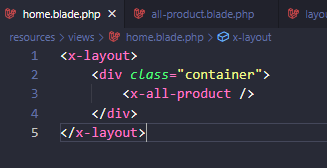 home.blade.php × all-product.blade.php layou
resources > views > home.blade.php > x-layout
1 <x-layout>
2 <div class="container">
3 <x-all-product />
4 </div>
5 </x-layout>